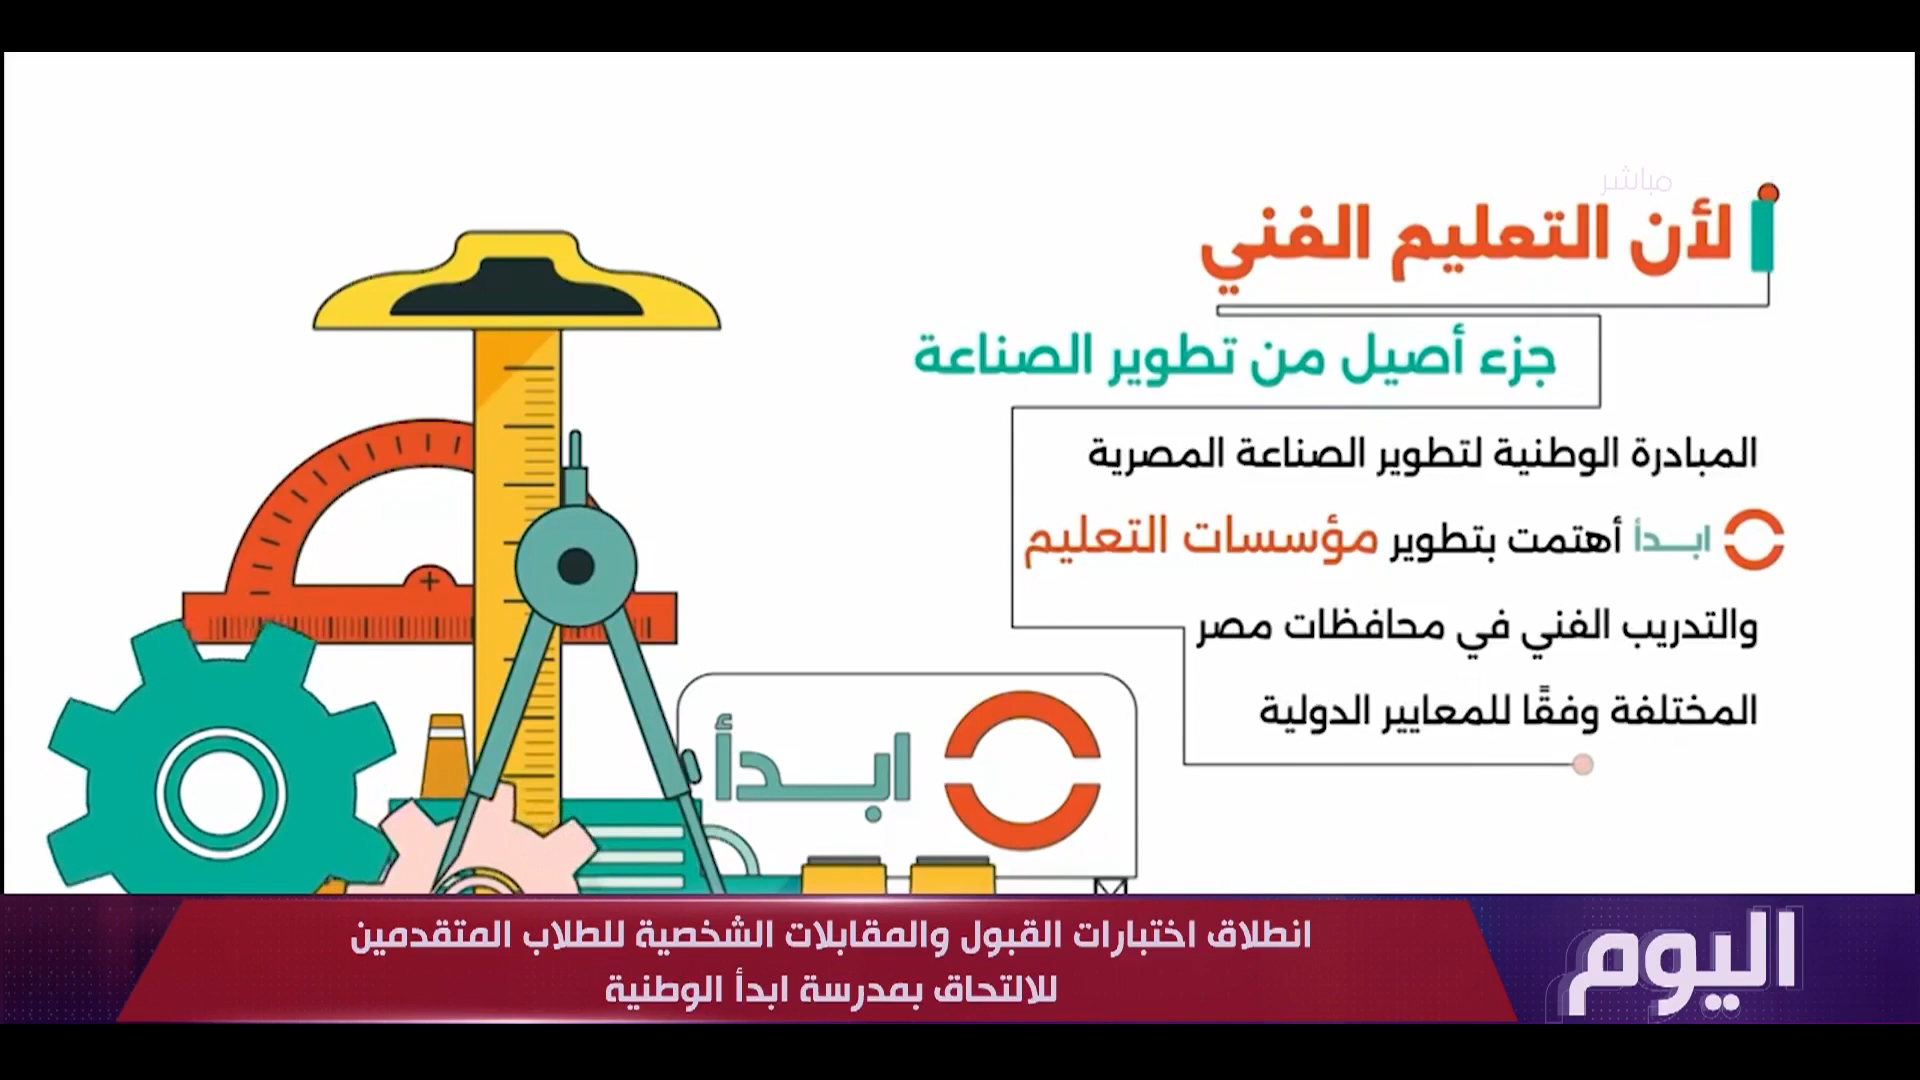 مباشر
لأن التعليم الفني
جزء أصيل من تطوير الصناعة
المبادرة الوطنية لتطوير الصناعة المصرية
ابـــدأ أهتمت بتطوير مؤسسات التعليم
والتدريب الفني في محافظات مصر
المختلفة وفقًا للمعايير الدولية
ابـــدأ
انطلاق اختبارات القبول والمقابلات الشخصية للطلاب المتقدمين
للالتحاق بمدرسة ابدأ الوطنية
اليوم